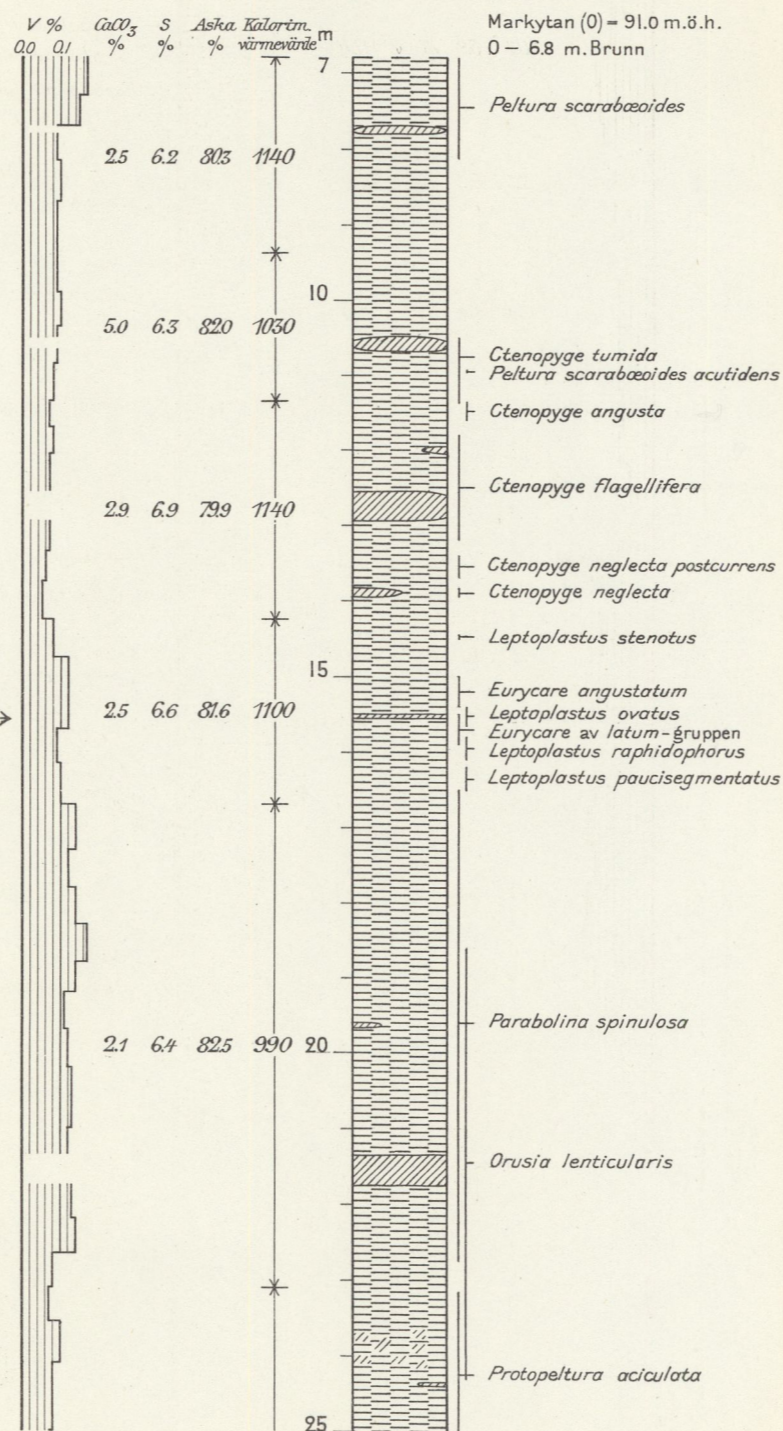 V % CaCO3 S Aska Kalorim. m
0.0 0.1 % % % värmevärde
Markytan (0) = 91.0 m.ö.h.
0 – 6.8 m. Brunn
7
Peltura scarabæoides
2.5 6.2 80.3 1140
10
5.0 6.3 82.0 1030
Ctenopyge tumida
Peltura scarabæoides acutidens
Ctenopyge angusta
Ctenopyge flagellifera
2.9 6.9 79.9 1140
Ctenopyge neglecta postcurrens
Ctenopyge neglecta
Leptoplastus stenotus
15
Eurycare angustatum
2.5 6.6 81.6 1100
Leptoplastus ovatus
Eurycare av latum-gruppen
Leptoplastus raphidophorus
Leptoplastus paucisegmentatus
Parabolina spinulosa
2.1 6.4 82.5 990 20
Orusia lenticularis
Protopeltura aciculata
25